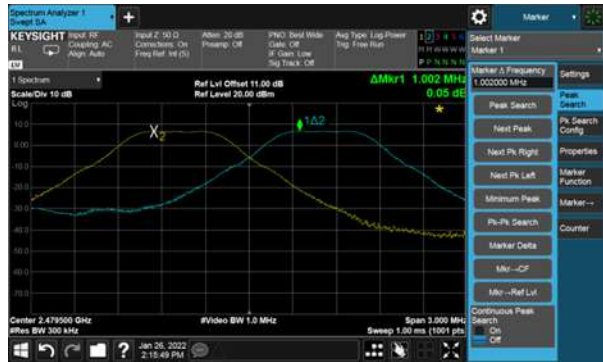 Spectrum Analyzer 1
Swept SA
+
Marker
KEYSIGHT
Input: RF
Coupling: AC
Align: Auto
Input Z: 50 Ω
Corrections: On
Freq Ref: Int (S)
Atten: 20 dB
Preamp: Off
PNO: Best Wide
Gate: Off
IF Gain: Low
Sig Track: Off
Avg Type: Log-Power
Trig: Free Run
1 2 3 4 5 6
P P N N N N
RL
Select Marker
Marker 1
1 Spectrum
Scale/Div 10 dB
Log
Ref Lvl Offset 11.00 dB
Ref Level 20.00 dBm
ΔMkr1 1.002 MHz
0.05 dB
Marker Δ Frequency
1.002000 MHz
Settings
Peak Search
Next Peak
Next Pk Right
Next Pk Left
Minimum Peak
Pk-Pk Search
Marker Delta
Mkr→CF
Mkr→Ref Lvl
Continuous Peak
Search
On
Off
Peak
Search
Pk Search
Config
Properties
Marker
Function
Marker→
Counter
10.0
0.00
-10.0
-20.0
-30.0
-40.0
-50.0
-60.0
-70.0
X2
1Δ2
Center 2.479500 GHz
#Res BW 300 kHz
#Video BW 1.0 MHz
Span 3.000 MHz
Sweep 1.00 ms (1001 pts
?
Jan 26, 2022
2:15:49 PM